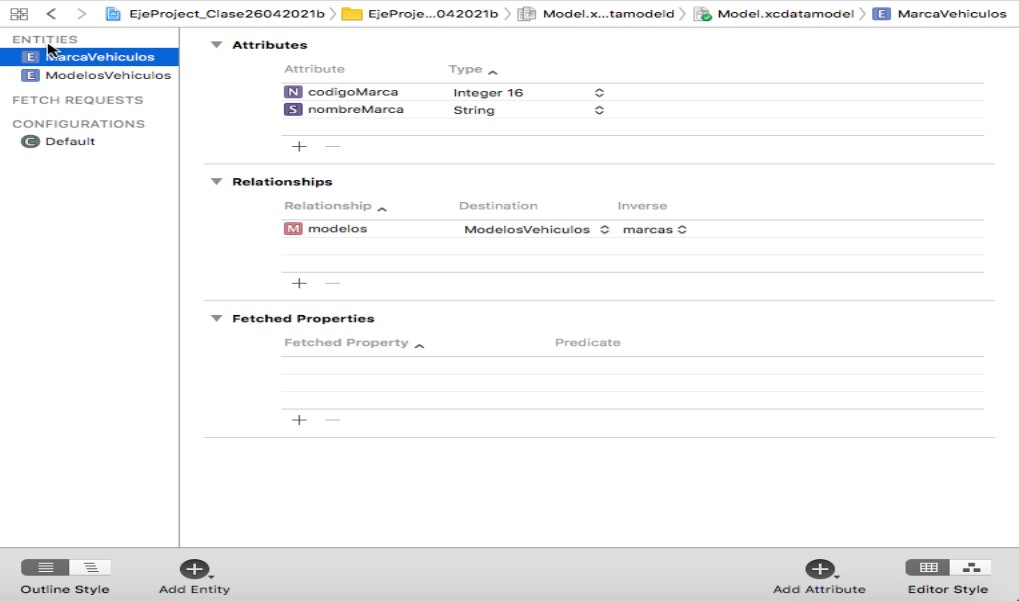 EjeProject_Clase26042021b EjeProje...042021b Model.x...tamodeld Model.xcdatamodel E MarcaVehiculos
ENTITIES
E MarcaVehiculos
E ModelosVehiculos
FETCH REQUESTS
CONFIGURATIONS
C Default
Attributes
Attribute Type
N codigoMarca Integer 16
S nombreMarca String
Relationships
Relationship Destination Inverse
M modelos ModelosVehiculos marcas
Fetched Properties
Fetched Property Predicate
Outline Style Add Entity Add Attribute Editor Style